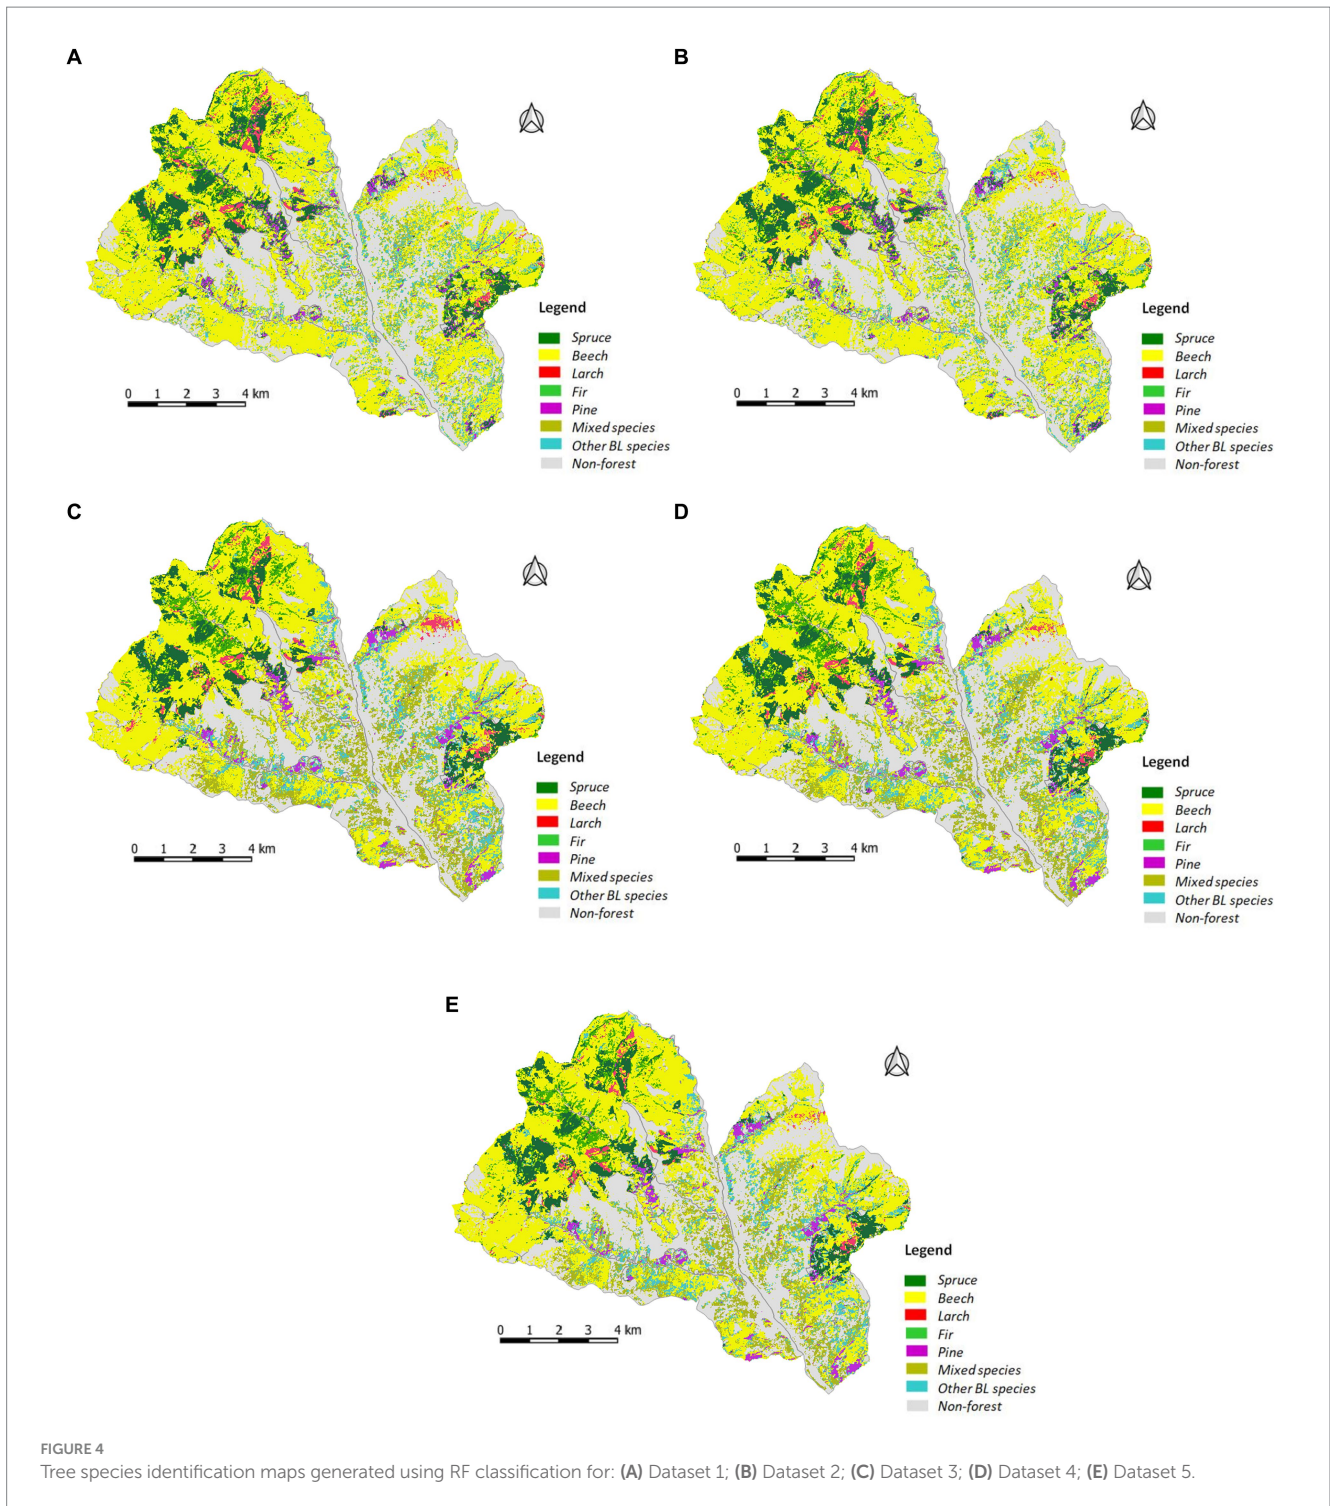 A
Legend
Spruce
Beech
Larch
Fir
Pine
Mixed species
Other BL species
Non-forest
0 1 2 3 4 km
B
Legend
Spruce
Beech
Larch
Fir
Pine
Mixed species
Other BL species
Non-forest
0 1 2 3 4 km
C
Legend
Spruce
Beech
Larch
Fir
Pine
Mixed species
Other BL species
Non-forest
0 1 2 3 4 km
D
Legend
Spruce
Beech
Larch
Fir
Pine
Mixed species
Other BL species
Non-forest
0 1 2 3 4 km
E
Legend
Spruce
Beech
Larch
Fir
Pine
Mixed species
Other BL species
Non-forest
0 1 2 3 4 km
FIGURE 4
Tree species identification maps generated using RF classification for: (A) Dataset 1; (B) Dataset 2; (C) Dataset 3; (D) Dataset 4; (E) Dataset 5.